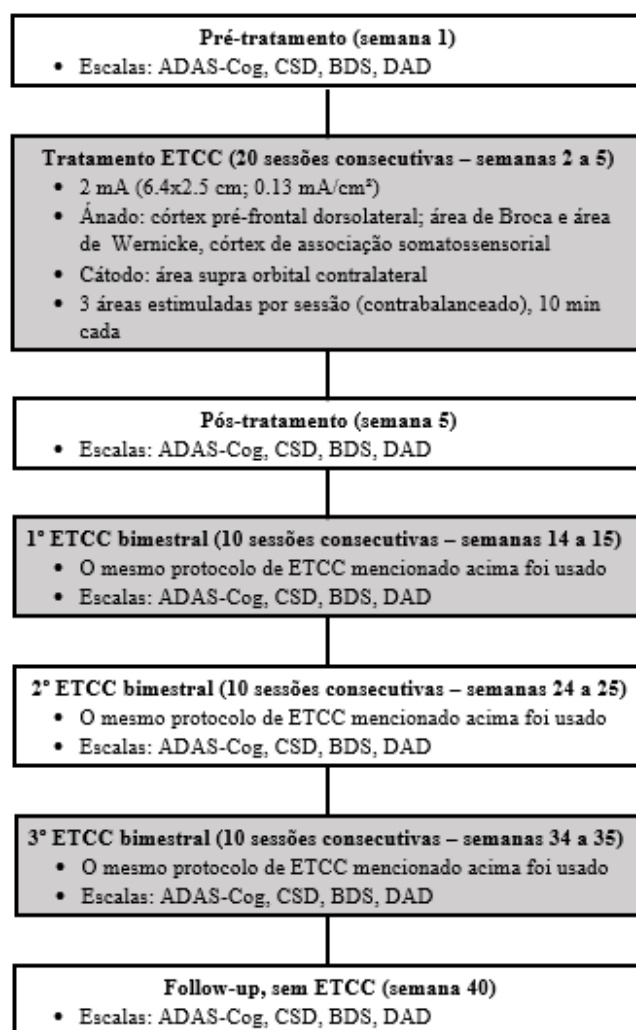 Pré-tratamento (semana 1)
• Escalas: ADAS-Cog, CSD, BDS, DAD
Tratamento ETCC (20 sessões consecutivas – semanas 2 a 5)
• 2 mA (6.4x2.5 cm; 0.13 mA/cm²)
• Ánado: córtex pré-frontal dorsolateral; área de Broca e área
de Wernicke, córtex de associação somatossensorial
• Cátodo: área supra orbital contralateral
• 3 áreas estimuladas por sessão (contrabalanceado), 10 min
cada
Pós-tratamento (semana 5)
• Escalas: ADAS-Cog, CSD, BDS, DAD
1º ETCC bimestral (10 sessões consecutivas – semanas 14 a 15)
• O mesmo protocolo de ETCC mencionado acima foi usado
• Escalas: ADAS-Cog, CSD, BDS, DAD
2º ETCC bimestral (10 sessões consecutivas – semanas 24 a 25)
• O mesmo protocolo de ETCC mencionado acima foi usado
• Escalas: ADAS-Cog, CSD, BDS, DAD
3º ETCC bimestral (10 sessões consecutivas – semanas 34 a 35)
• O mesmo protocolo de ETCC mencionado acima foi usado
• Escalas: ADAS-Cog, CSD, BDS, DAD
Follow-up, sem ETCC (semana 40)
• Escalas: ADAS-Cog, CSD, BDS, DAD